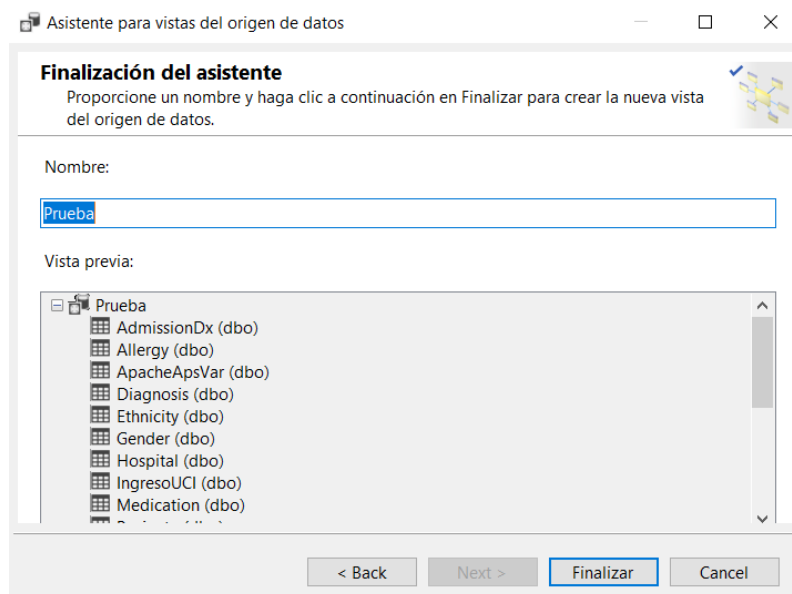 Asistente para vistas del origen de datos
Finalización del asistente
Proporcione un nombre y haga clic a continuación en Finalizar para crear la nueva vista
del origen de datos.
Nombre:
Prueba
Vista previa:
Prueba
AdmissionDx (dbo)
Allergy (dbo)
ApacheApsVar (dbo)
Diagnosis (dbo)
Ethnicity (dbo)
Gender (dbo)
Hospital (dbo)
IngresoUCI (dbo)
Medication (dbo)
< Back
Next >
Finalizar
Cancel